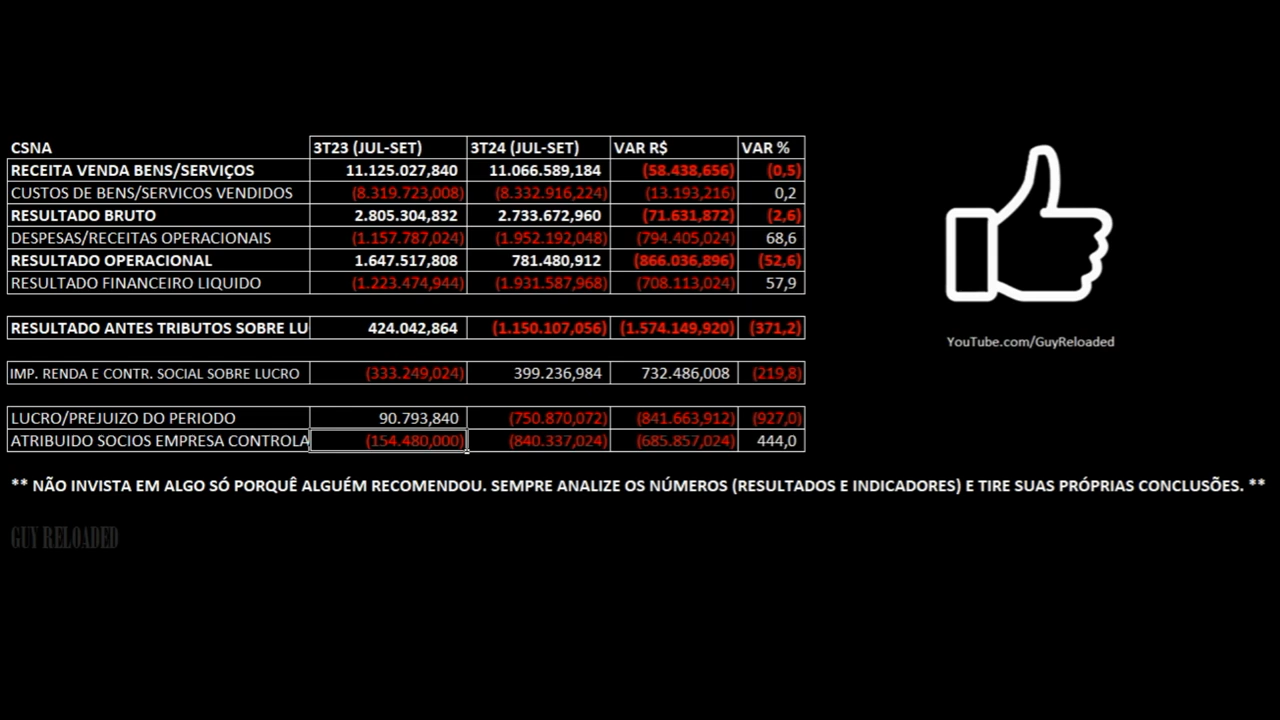 CSNA 3T23 (JUL-SET) 3T24 (JUL-SET) VAR R$ VAR %
RECEITA VENDA BENS/SERVIÇOS 11.125.027,840 11.066.589,184 (58.438,656) (0,5)
CUSTOS DE BENS/SERVICOS VENDIDOS (8.319.723,008) (8.332.916,224) (13.193,216) 0,2
RESULTADO BRUTO 2.805.304,832 2.733.672,960 (71.631,872) (2,6)
DESPESAS/RECEITAS OPERACIONAIS (1.157.787,024) (1.952.192,048) (794.405,024) 68,6
RESULTADO OPERACIONAL 1.647.517,808 781.480,912 (866.036,896) (52,6)
RESULTADO FINANCEIRO LIQUIDO (1.223.474,944) (1.931.587,968) (708.113,024) 57,9
RESULTADO ANTES TRIBUTOS SOBRE LU 424.042,864 (1.150.107,056) (1.574.149,920) (371,2)
IMP. RENDA E CONTR. SOCIAL SOBRE LUCRO (333.249,024) 399.236,984 732.486,008 (219,8)
LUCRO/PREJUIZO DO PERIODO 90.793,840 (750.870,072) (841.663,912) (927,0)
ATRIBUIDO SOCIOS EMPRESA CONTROLA (154.480,000) (840.337,024) (685.857,024) 444,0
** NÃO INVISTA EM ALGO SÓ PORQUÊ ALGUÉM RECOMENDOU. SEMPRE ANALIZE OS NÚMEROS (RESULTADOS E INDICADORES) E TIRE SUAS PRÓPRIAS CONCLUSÕES. **
GUY RELOADED
YouTube.com/GuyReloaded